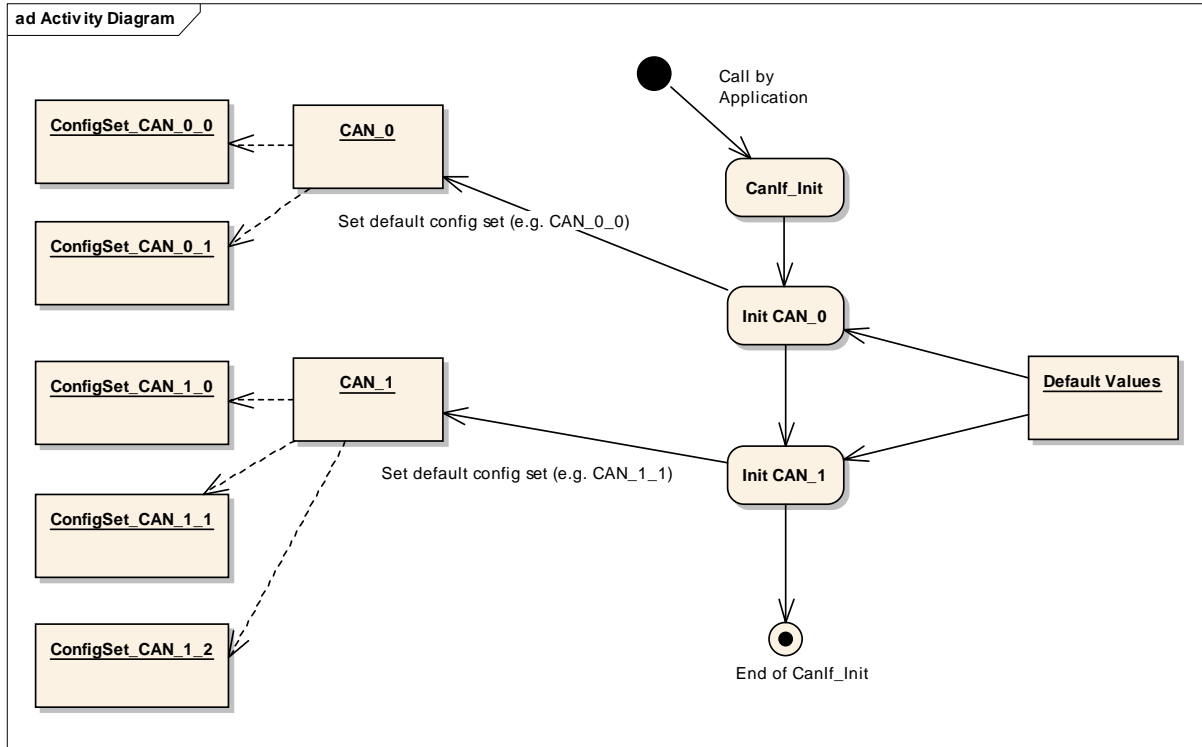 ad Activity Diagram
Call by
Application
ConfigSet_CAN_0_0
CAN_0
CanIf_Init
Set default config set (e.g. CAN_0_0)
ConfigSet_CAN_0_1
Init CAN_0
ConfigSet_CAN_1_0
CAN_1
Default Values
Set default config set (e.g. CAN_1_1)
Init CAN_1
ConfigSet_CAN_1_1
ConfigSet_CAN_1_2
End of CanIf_Init